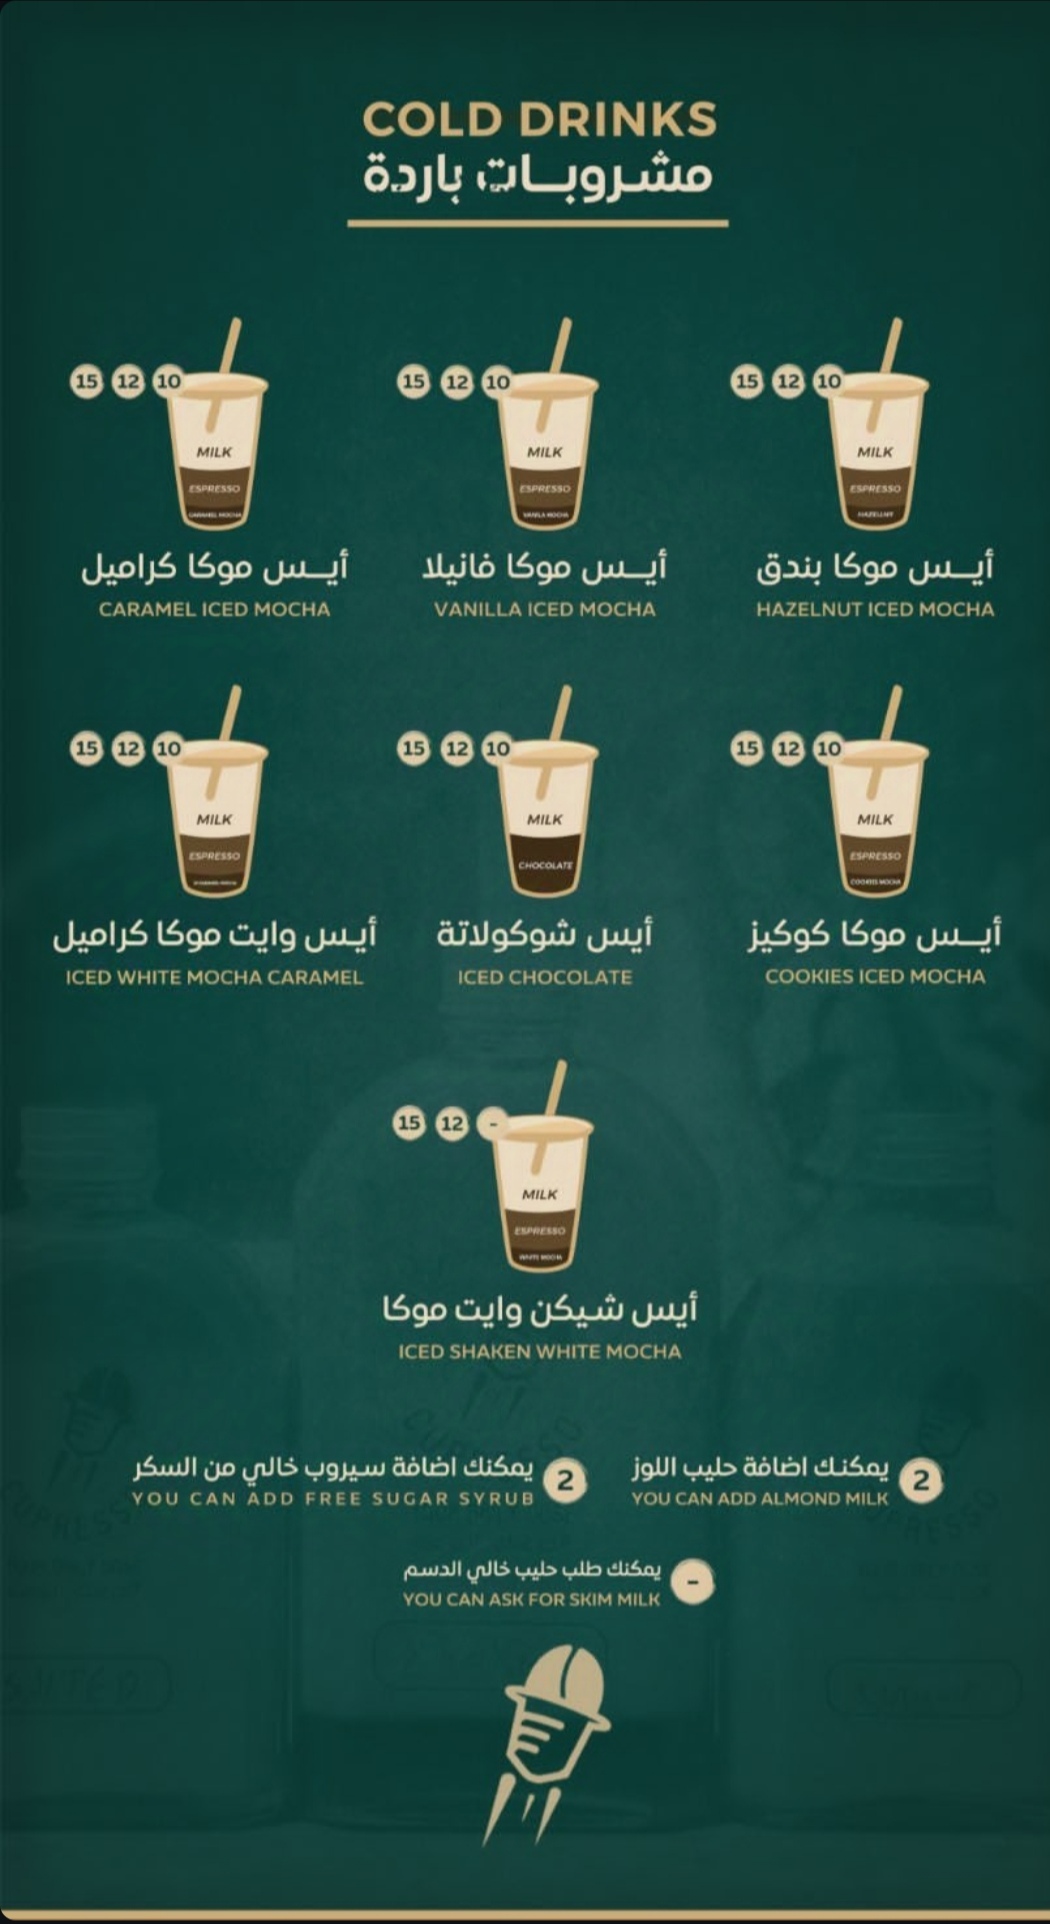 COLD DRINKS
مشروبات باردة
15 12 10
MILK
ESPRESSO
CARAMEL MOCHA
أيس موكا كراميل
CARAMEL ICED MOCHA
15 12 10
MILK
ESPRESSO
VANILA MOCHA
أيس موكا فانيلا
VANILLA ICED MOCHA
15 12 10
MILK
ESPRESSO
HAZELNUT
أيس موكا بندق
HAZELNUT ICED MOCHA
15 12 10
MILK
ESPRESSO
أيس وايت موكا كراميل
ICED WHITE MOCHA CARAMEL
15 12 10
MILK
CHOCOLATE
أيس شوكولاتة
ICED CHOCOLATE
15 12 10
MILK
ESPRESSO
COOKIES MOCHA
أيس موكا كوكيز
COOKIES ICED MOCHA
15 12 -
MILK
ESPRESSO
WHITE MOCHA
أيس شيكن وايت موكا
ICED SHAKEN WHITE MOCHA
يمكنك اضافة سيروب خالي من السكر 2
YOU CAN ADD FREE SUGAR SYRUB
يمكنك اضافة حليب اللوز 2
YOU CAN ADD ALMOND MILK
يمكنك طلب حليب خالي الدسم -
YOU CAN ASK FOR SKIM MILK